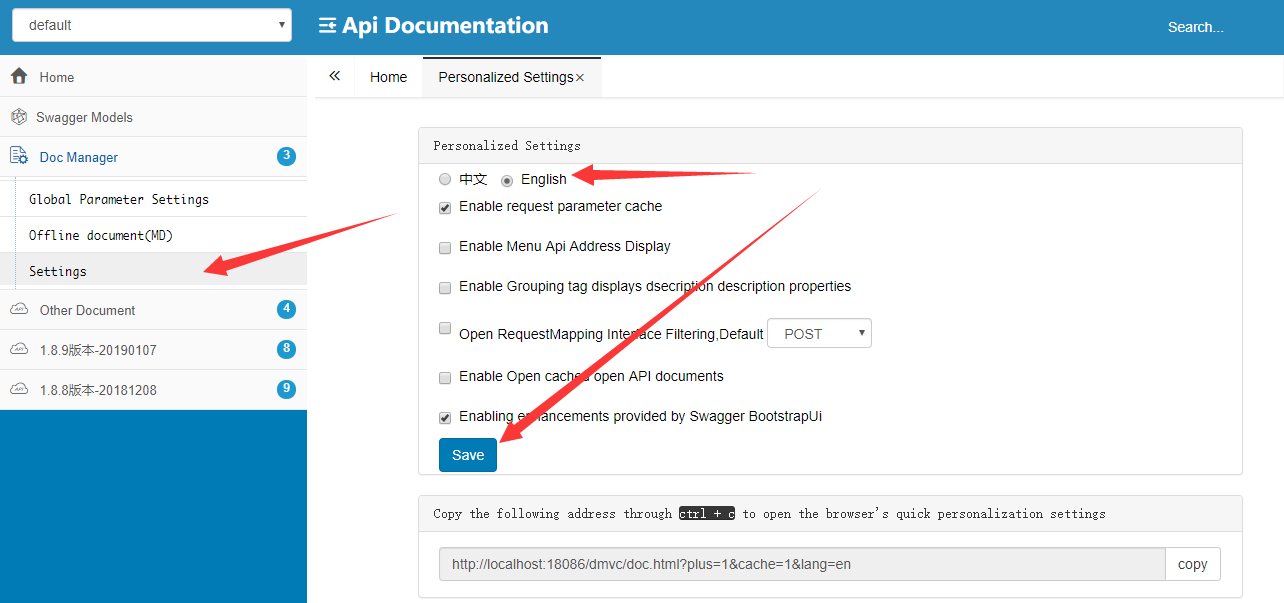 default
Api Documentation
Search...
Home
Swagger Models
Doc Manager 3
Global Parameter Settings
Offline document(MD)
Settings
Other Document 4
1.8.9版本-20190107 8
1.8.8版本-20181208 9
Home Personalized Settings×
Personalized Settings
中文 English
Enable request parameter cache
Enable Menu Api Address Display
Enable Grouping tag displays dsecription description properties
Open RequestMapping Interface Filtering,Default POST
Enable Open cached open API documents
Enabling enhancements provided by Swagger BootstrapUi
Save
Copy the following address through ctrl + c to open the browser's quick personalization settings
http://localhost:18086/dmvc/doc.html?plus=1&cache=1&lang=en copy